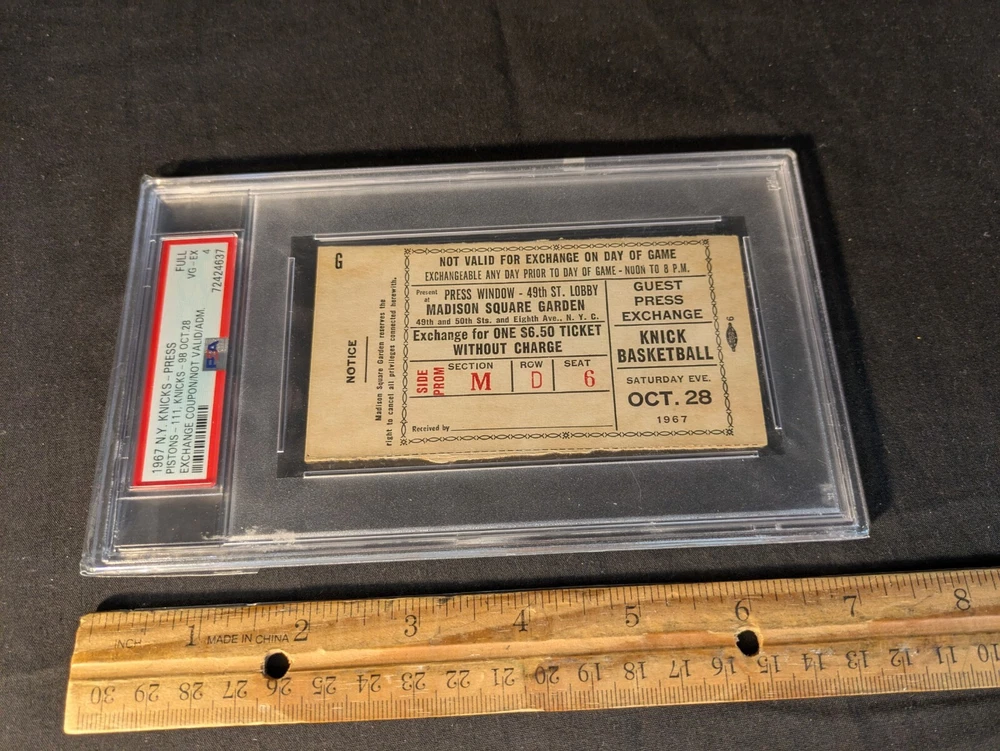 1967 N.Y. KNICKS-PRESS FULL
PISTONS-111, KNICKS-98 OCT 28 VG-EX
EXCHANGE COUPON/NOT VALID/ADM. 4
PSA 72424637
G
NOTICE
Madison Square Garden reserves the
right to cancel all privileges connected herewith.
NOT VALID FOR EXCHANGE ON DAY OF GAME
EXCHANGEABLE ANY DAY PRIOR TO DAY OF GAME - NUON TO 8 P.M.
Present at PRESS WINDOW - 49th ST. LOBBY
MADISON SQUARE GARDEN
49th and 50th Sts. and Eighth Ave., N. Y. C.
Exchange for ONE $6.50 TICKET
WITHOUT CHARGE
SIDE PROM
SECTION ROW SEAT
M D 6
Received by
GUEST
PRESS
EXCHANGE
KNICK
BASKETBALL
SATURDAY EVE.
OCT. 28
1967
6
INCH 1 MADE IN CHINA 2 3 4 5 6 7 8
30 29 28 27 26 25 24 23 22 21 20 19 18 17 16 15 14 13 12 11 10